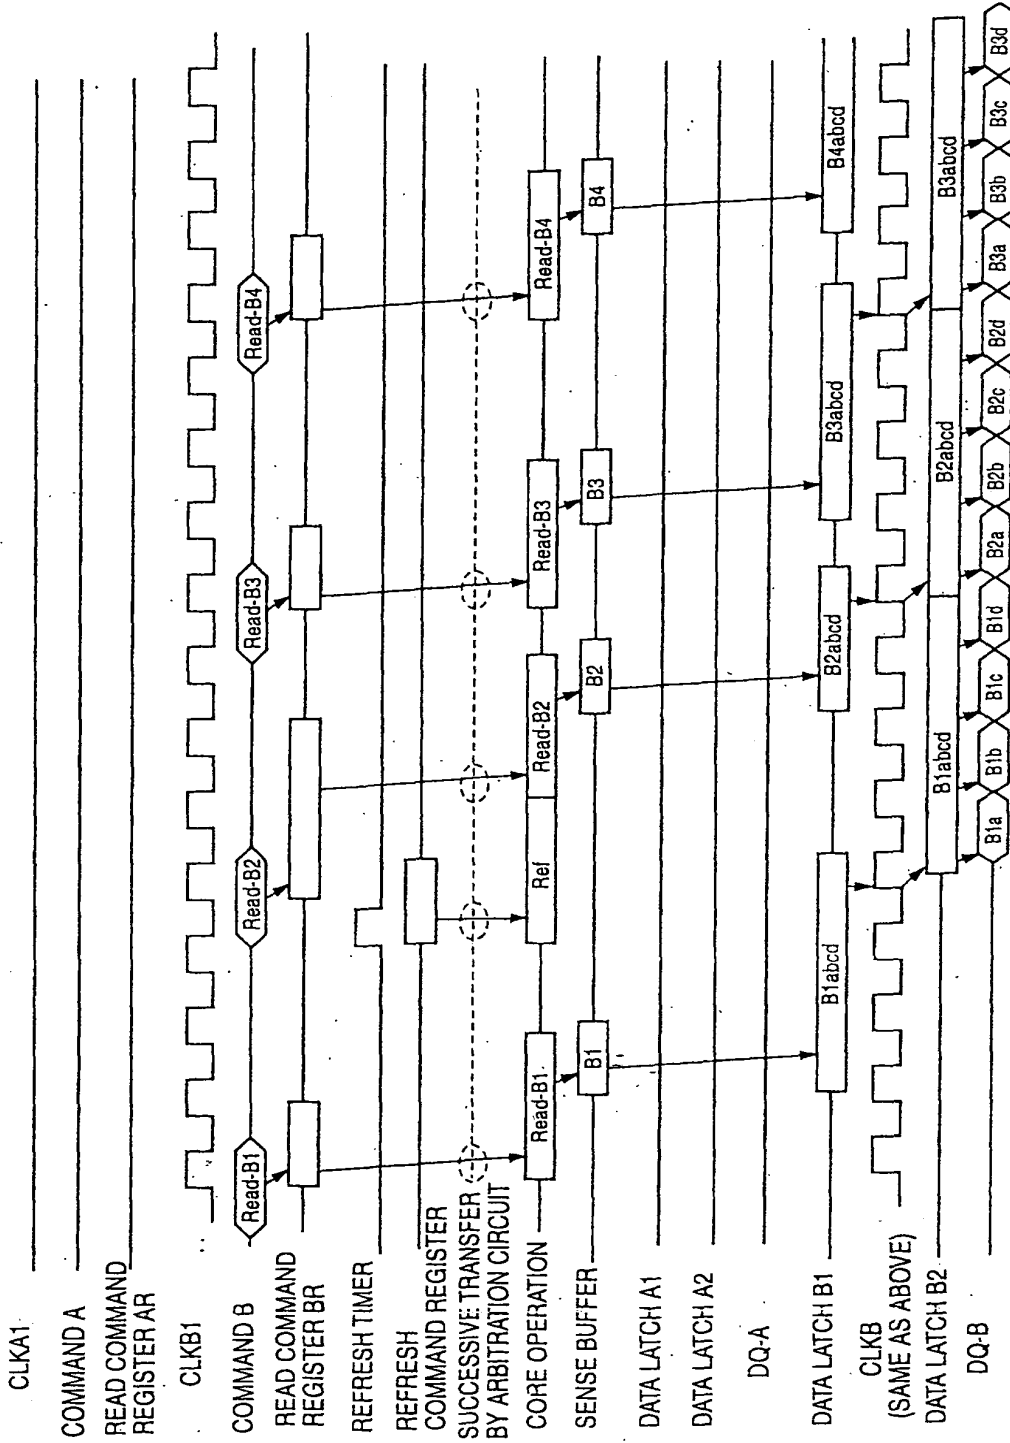 CLKA1
COMMAND A
READ COMMAND
REGISTER AR
CLKB1
COMMAND B
Read-B1
Read-B2
Read-B3
Read-B4
READ COMMAND
REGISTER BR
REFRESH TIMER
REFRESH
COMMAND REGISTER
SUCCESSIVE TRANSFER
BY ARBITRATION CIRCUIT
CORE OPERATION
Read-B1
Ref
Read-B2
Read-B3
Read-B4
SENSE BUFFER
B1
B2
B3
B4
DATA LATCH A1
DATA LATCH A2
DQ-A
DATA LATCH B1
B1abcd
B2abcd
B3abcd
B4abcd
CLKB
(SAME AS ABOVE)
DATA LATCH B2
B1abcd
B2abcd
B3abcd
DQ-B
B1a
B1b
B1c
B1d
B2a
B2b
B2c
B2d
B3a
B3b
B3c
B3d